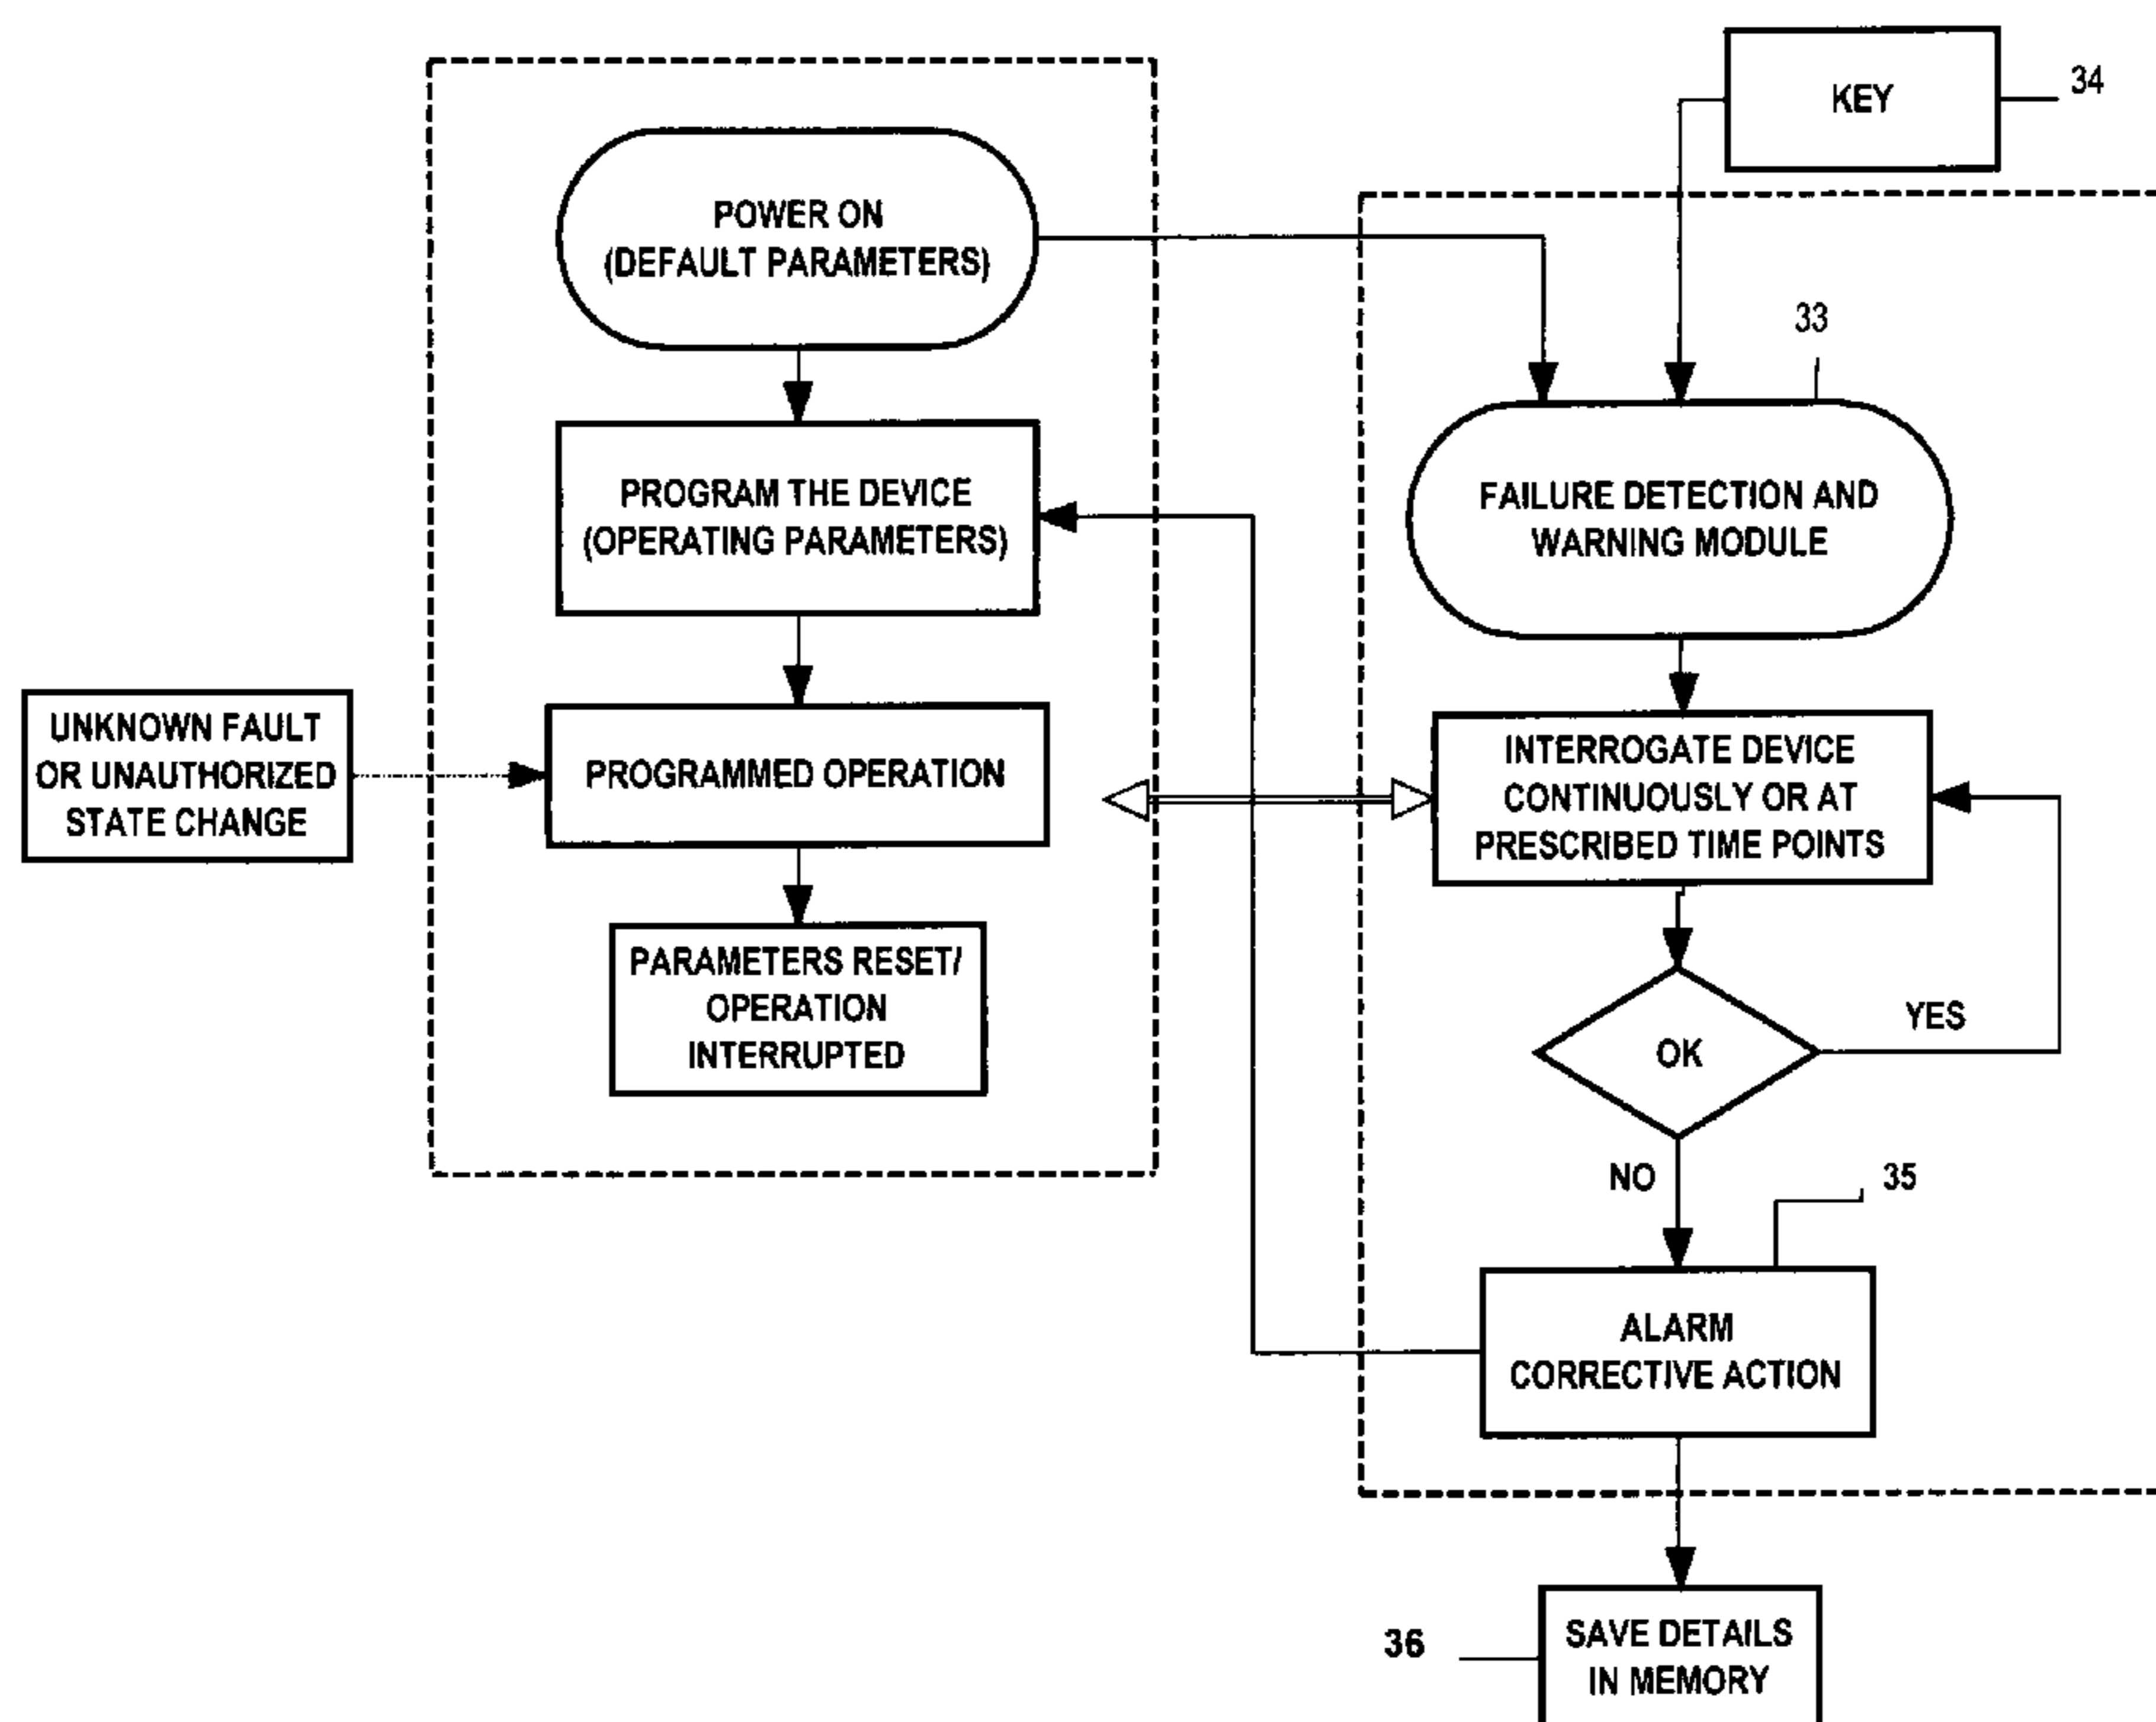 KEY
34
POWER ON
(DEFAULT PARAMETERS)
33
PROGRAM THE DEVICE
(OPERATING PARAMETERS)
FAILURE DETECTION AND
WARNING MODULE
UNKNOWN FAULT
OR UNAUTHORIZED
STATE CHANGE
PROGRAMMED OPERATION
INTERROGATE DEVICE
CONTINUOUSLY OR AT
PRESCRIBED TIME POINTS
PARAMETERS RESET/
OPERATION
INTERRUPTED
OK
YES
NO
35
ALARM
CORRECTIVE ACTION
36
SAVE DETAILS
IN MEMORY